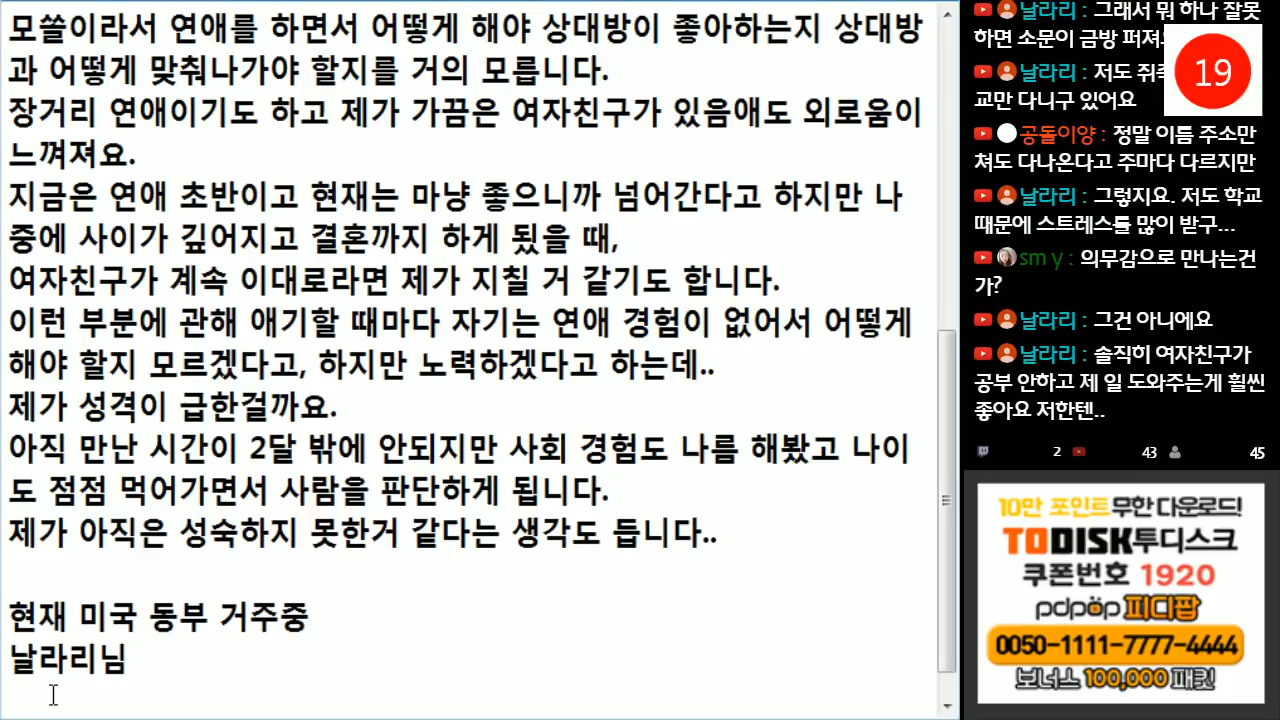 모쏠이라서 연애를 하면서 어떻게 해야 상대방이 좋아하는지 상대방
과 어떻게 맞춰나가야 할지를 거의 모릅니다.
장거리 연애이기도 하고 제가 가끔은 여자친구가 있음애도 외로움이
느껴져요.
지금은 연애 초반이고 현재는 마냥 좋으니까 넘어간다고 하지만 나
중에 사이가 깊어지고 결혼까지 하게 됬을 때,
여자친구가 계속 이대로라면 제가 지칠 거 같기도 합니다.
이런 부분에 관해 얘기할 때마다 자기는 연애 경험이 없어서 어떻게
해야 할지 모르겠다고, 하지만 노력하겠다고 하는데..
제가 성격이 급한걸까요.
아직 만난 시간이 2달 밖에 안되지만 사회 경험도 나름 해봤고 나이
도 점점 먹어가면서 사람을 판단하게 됩니다.
제가 아직은 성숙하지 못한거 같다는 생각도 듭니다..
현재 미국 동부 거주중
날라리님
날라리 : 그래서 뭐 하나 잘못
하면 소문이 금방
날라리 : 저도
교만 다니구 있어요
공돌이양 : 정말 이틈 주소만
쳐도 다나온다고 주마다 다르지만
날라리 : 그렇지요. 저도 학교
때문에 스트레스틀 많이 받구...
sm y : 의무감으로 만나는건
가?
날라리 : 그건 아니에요
날라리 : 솔직히 여자친구가
공부 안하고 제 일 도와주는게 훨씬
좋아요 저한텐..
19
2 43 45
10만 포인트 무한 다운로드!
TODISK투디스크
쿠폰번호 1920
pdpop 피디팝
0050-1111-7777-4444
보너스 100,000 패킷